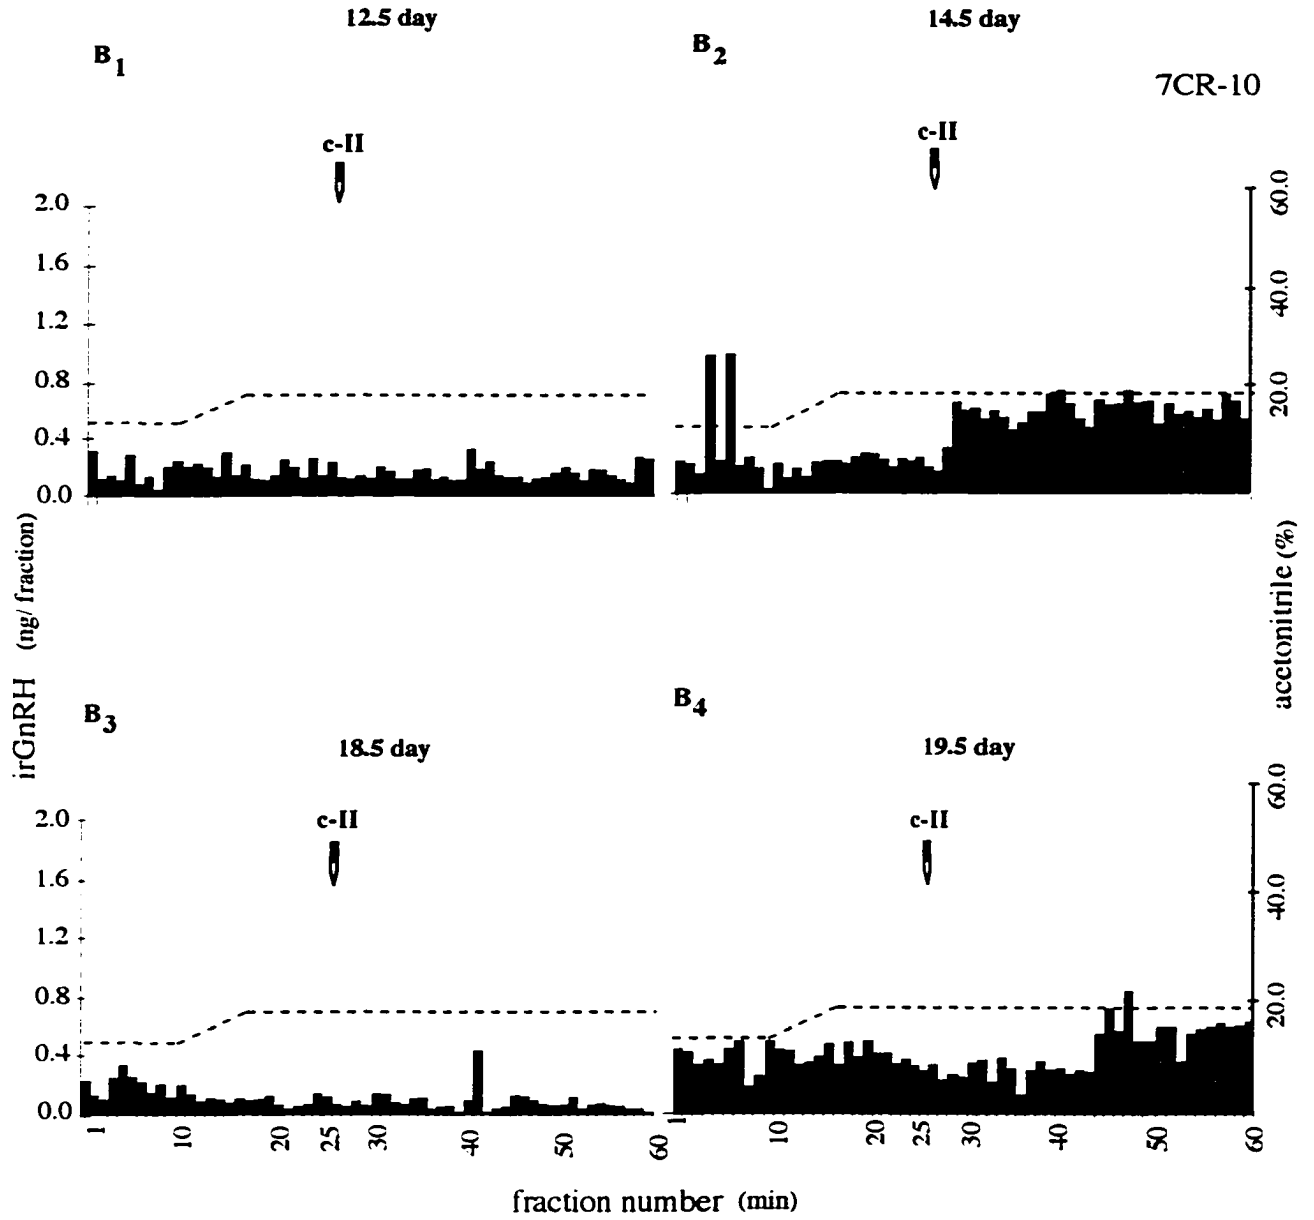 12.5 day
14.5 day
B1
B2
7CR-10
c-II
c-II
2.0
1.6
1.2
0.8
0.4
0.0
60.0
40.0
20.0
irGnRH (ng/ fraction)
acetonitrile (%)
B3
B4
18.5 day
19.5 day
c-II
c-II
2.0
1.6
1.2
0.8
0.4
0.0
60.0
40.0
20.0
1 10 20 25 30 40 50 60
1 10 20 25 30 40 50 60
fraction number (min)